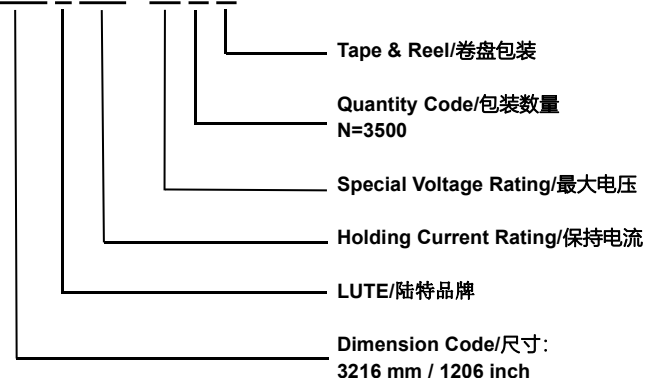 Tape & Reel/卷盘包装
Quantity Code/包装数量
N=3500
Special Voltage Rating/最大电压
Holding Current Rating/保持电流
LUTE/陆特品牌
Dimension Code/尺寸：
3216 mm / 1206 inch